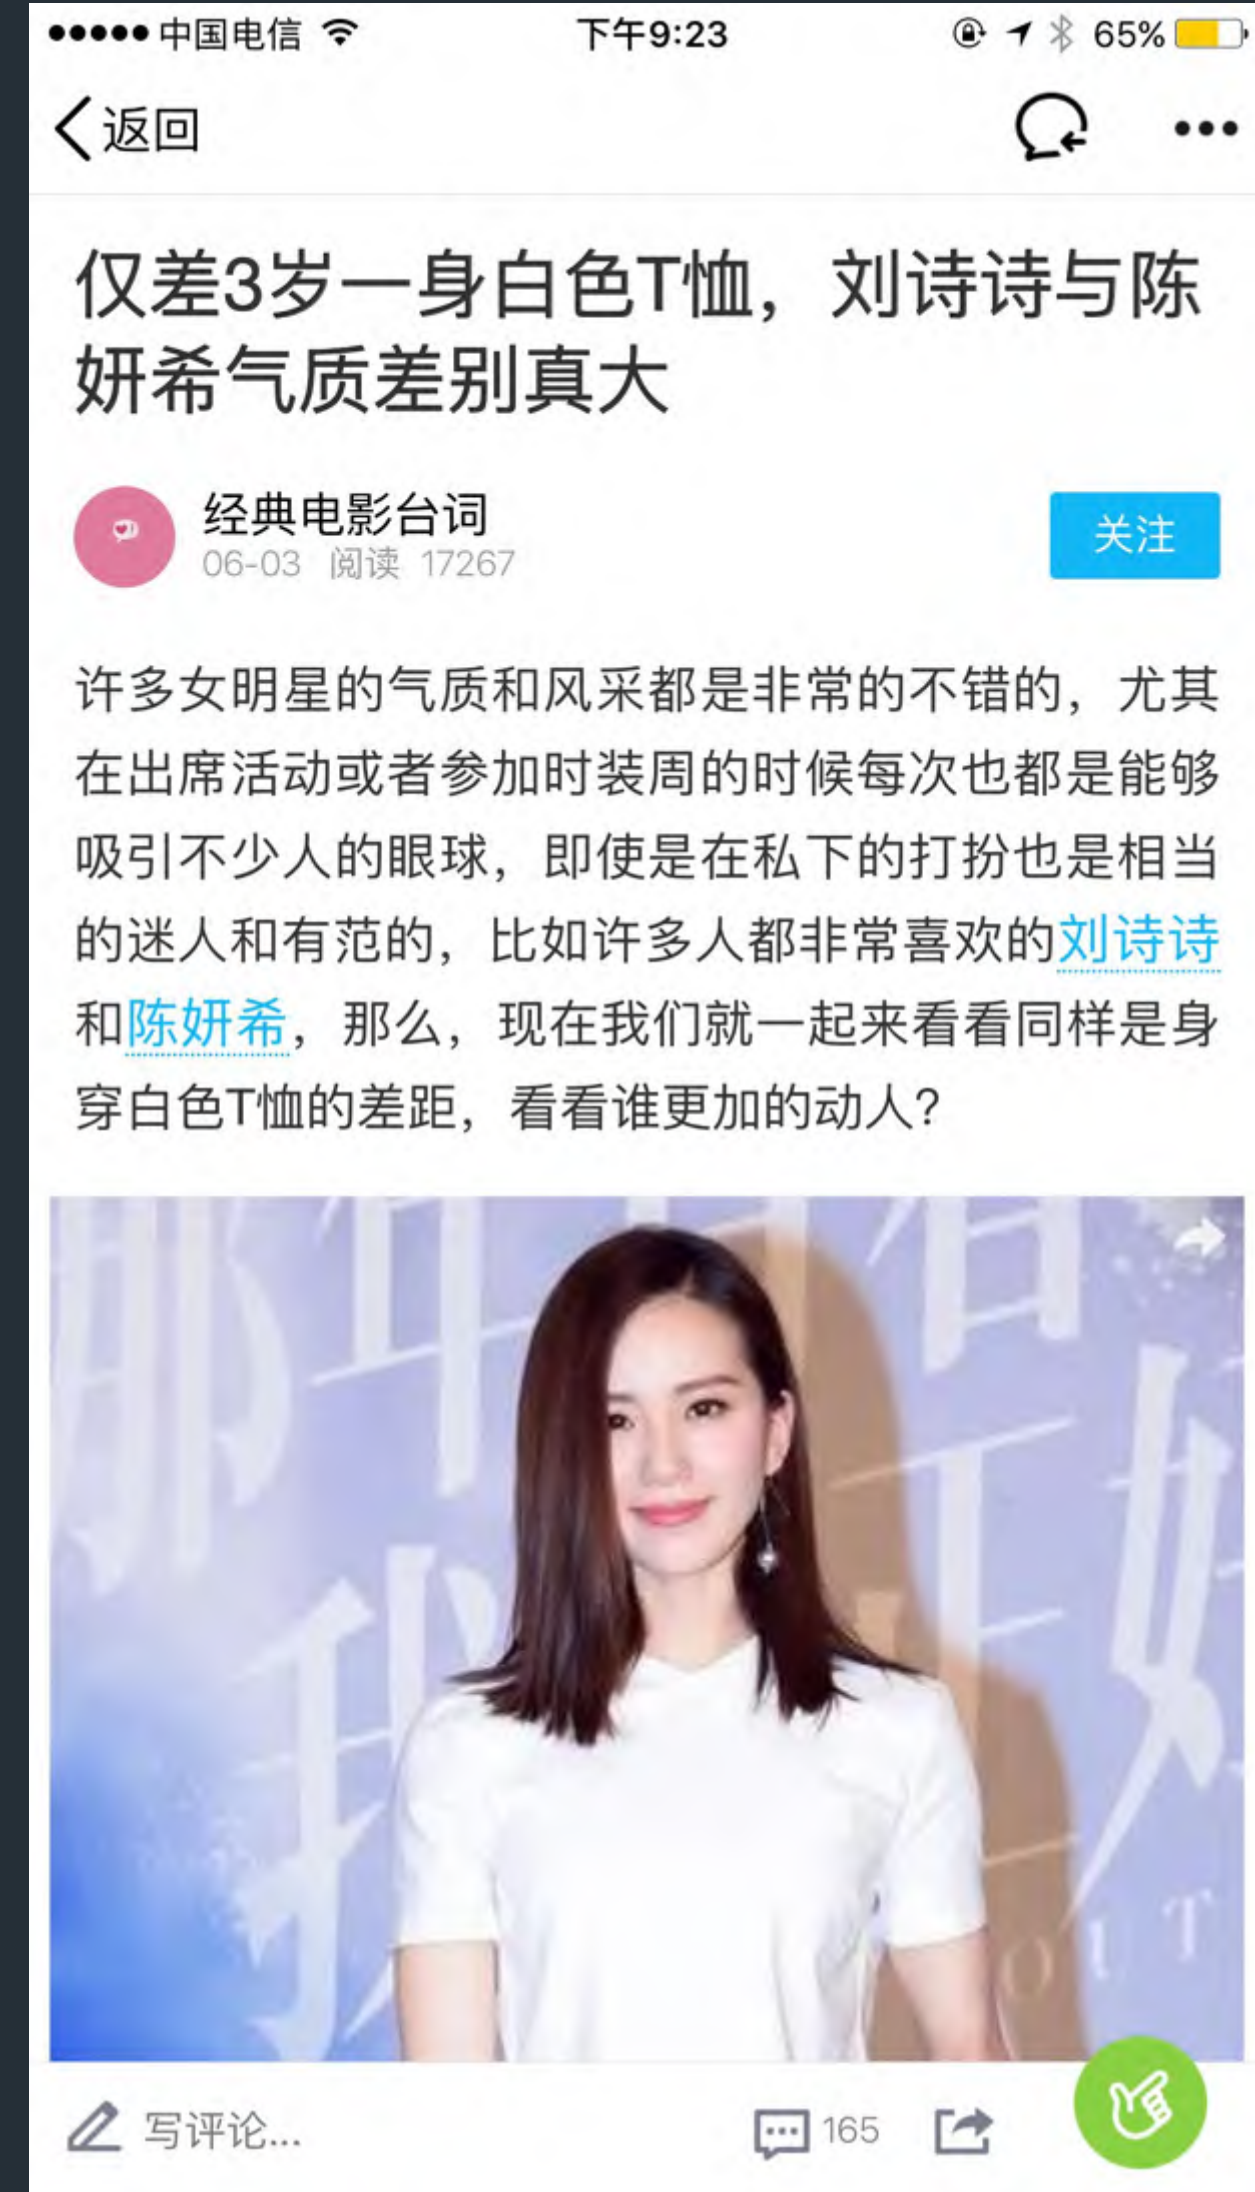 中国电信 下午9:23 65%
返回
仅差3岁一身白色T恤，刘诗诗与陈
妍希气质差别真大
经典电影台词
06-03 阅读 17267
关注
许多女明星的气质和风采都是非常的不错的，尤其
在出席活动或者参加时装周的时候每次也都是能够
吸引不少人的眼球，即使是在私下的打扮也是相当
的迷人和有范的，比如许多人都非常喜欢的刘诗诗
和陈妍希，那么，现在我们就一起来看看同样是身
穿白色T恤的差距，看看谁更加的动人？
那年
我
写评论...
165